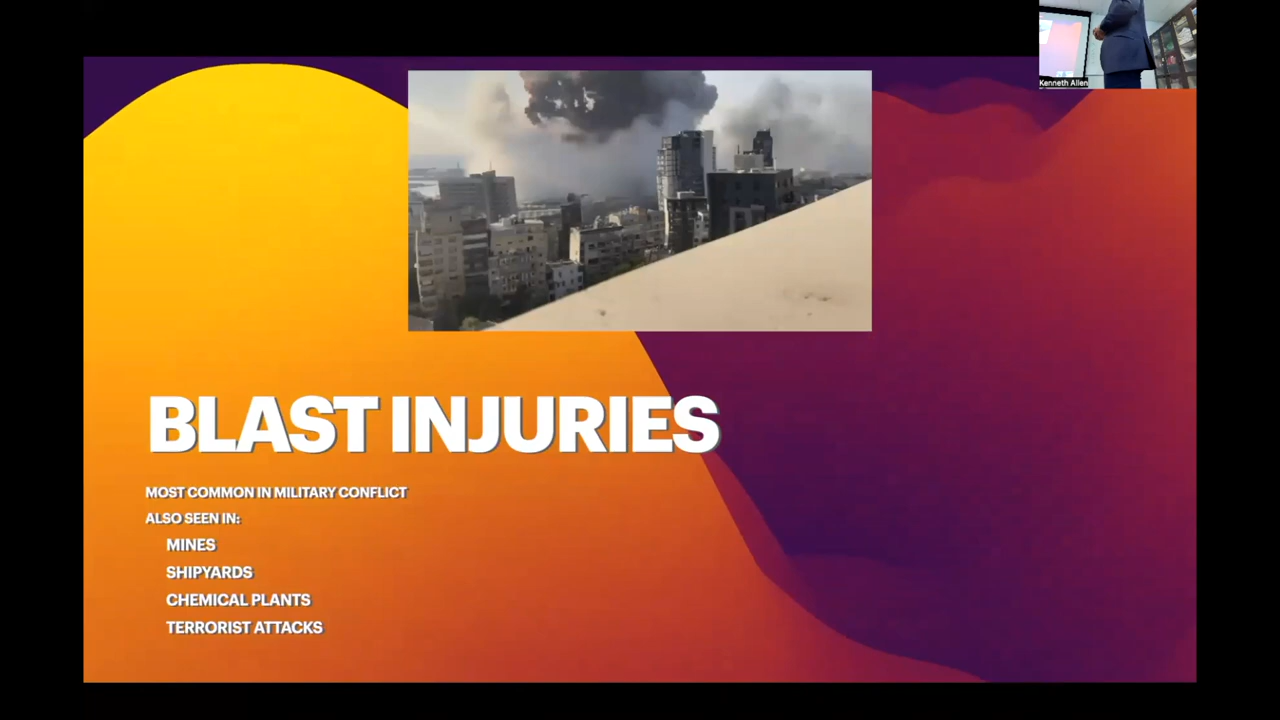 Kenneth Allen
BLAST INJURIES
MOST COMMON IN MILITARY CONFLICT
ALSO SEEN IN:
MINES
SHIPYARDS
CHEMICAL PLANTS
TERRORIST ATTACKS